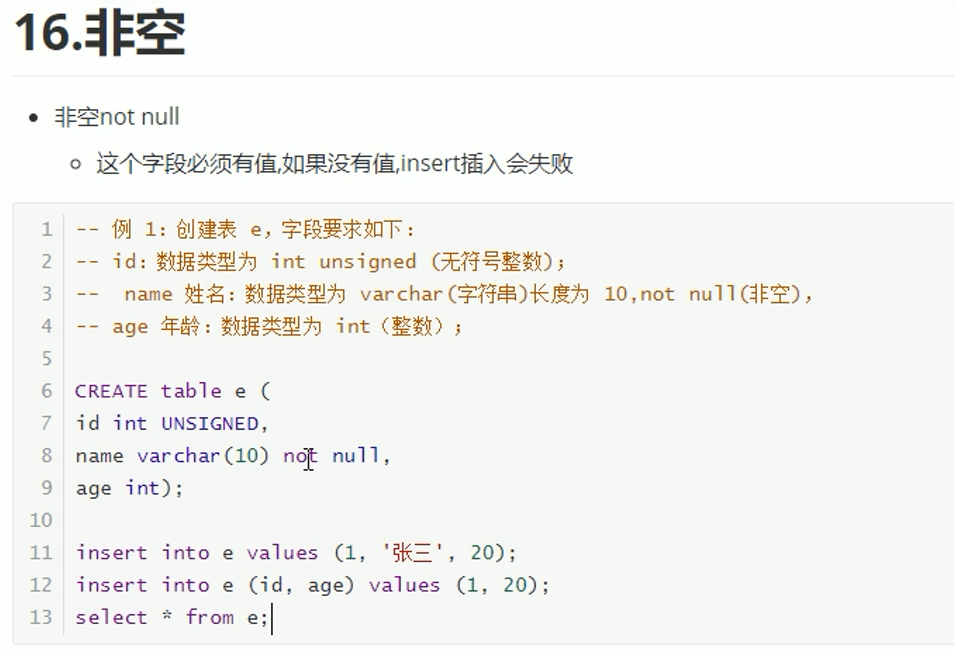 16.非空
非空not null
这个字段必须有值,如果没有值,insert插入会失败
1 -- 例 1：创建表 e，字段要求如下：
2 -- id：数据类型为 int unsigned (无符号整数)；
3 --  name 姓名：数据类型为 varchar(字符串)长度为 10,not null(非空)，
4 -- age 年龄：数据类型为 int（整数）；
5
6 CREATE table e (
7 id int UNSIGNED,
8 name varchar(10) not null,
9 age int);
10
11 insert into e values (1, '张三', 20);
12 insert into e (id, age) values (1, 20);
13 select * from e;